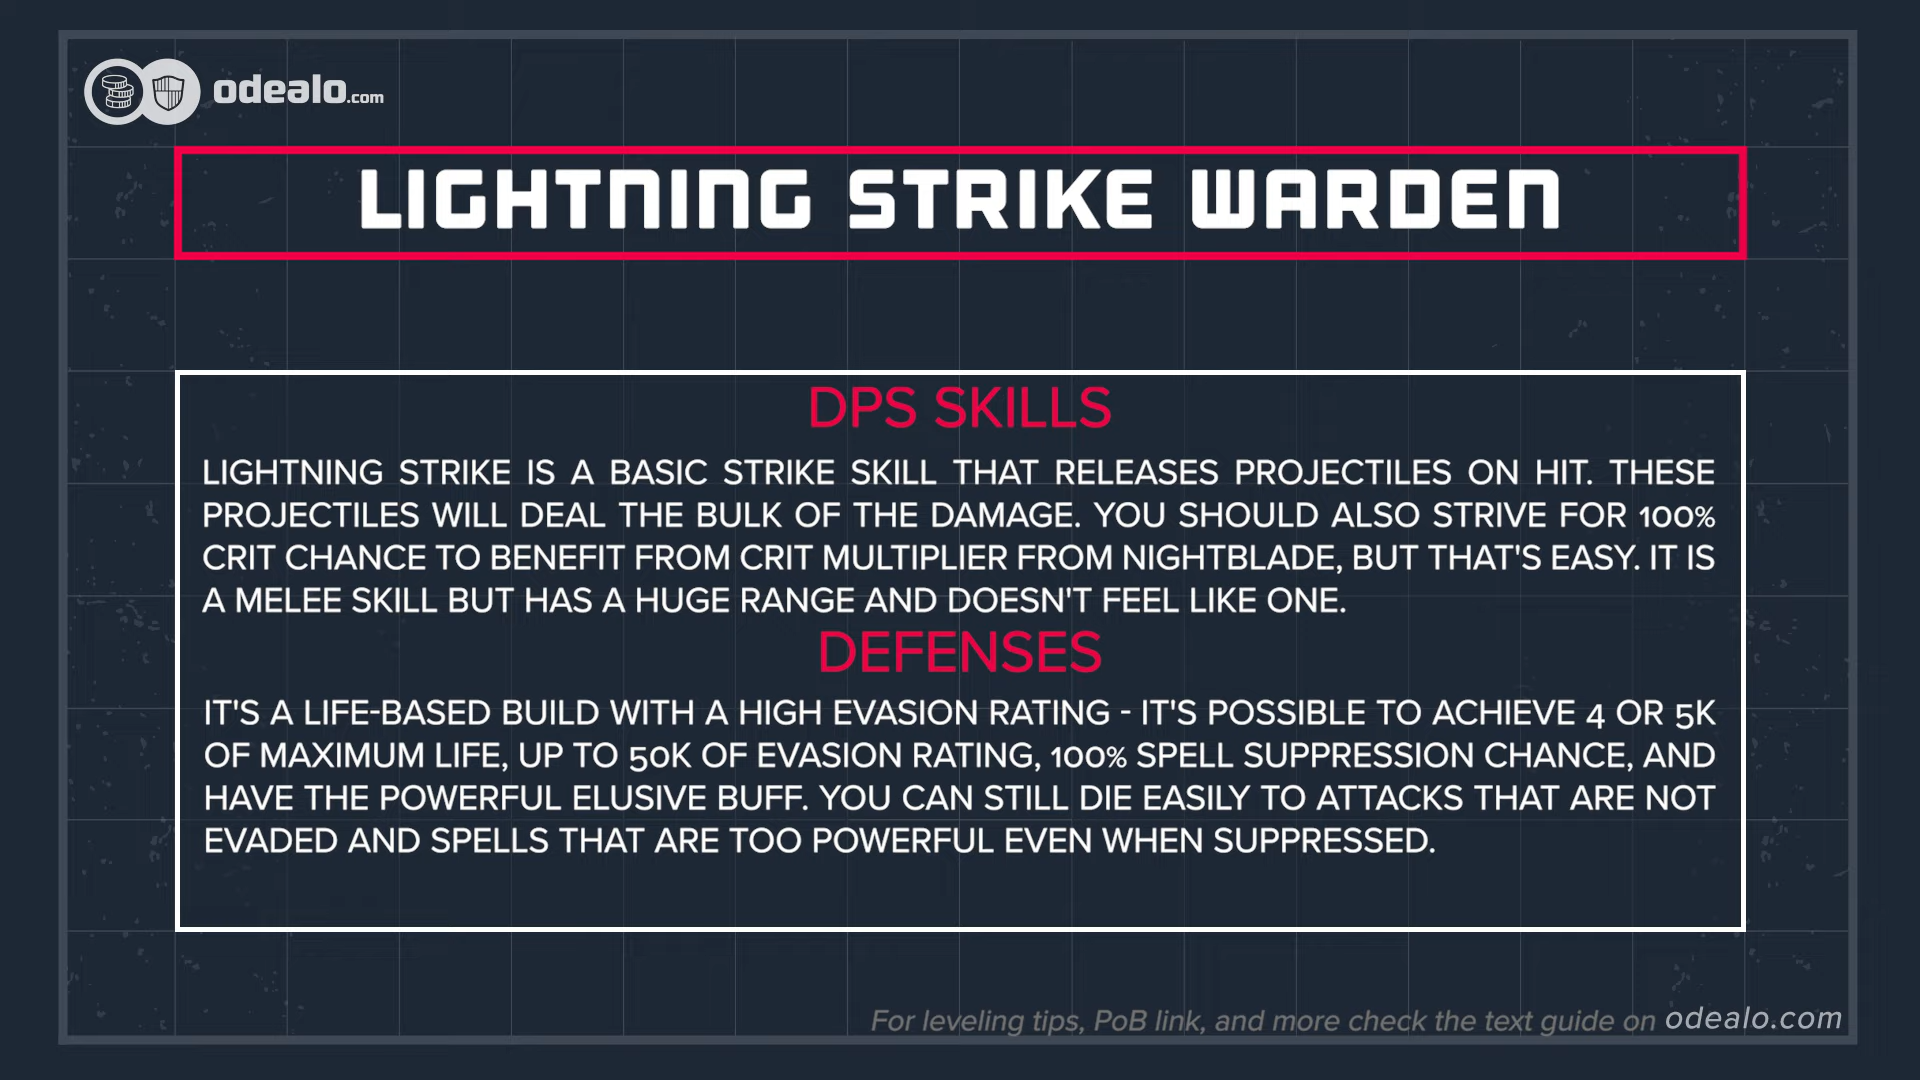 odealo.com
LIGHTNING STRIKE WARDEN
DPS SKILLS
LIGHTNING STRIKE IS A BASIC STRIKE SKILL THAT RELEASES PROJECTILES ON HIT. THESE
PROJECTILES WILL DEAL THE BULK OF THE DAMAGE. YOU SHOULD ALSO STRIVE FOR 100%
CRIT CHANCE TO BENEFIT FROM CRIT MULTIPLIER FROM NIGHTBLADE, BUT THAT'S EASY. IT IS
A MELEE SKILL BUT HAS A HUGE RANGE AND DOESN'T FEEL LIKE ONE.
DEFENSES
IT'S A LIFE-BASED BUILD WITH A HIGH EVASION RATING - IT'S POSSIBLE TO ACHIEVE 4 OR 5K
OF MAXIMUM LIFE, UP TO 50K OF EVASION RATING, 100% SPELL SUPPRESSION CHANCE, AND
HAVE THE POWERFUL ELUSIVE BUFF. YOU CAN STILL DIE EASILY TO ATTACKS THAT ARE NOT
EVADED AND SPELLS THAT ARE TOO POWERFUL EVEN WHEN SUPPRESSED.
For leveling tips, PoB link, and more check the text guide on odealo.com